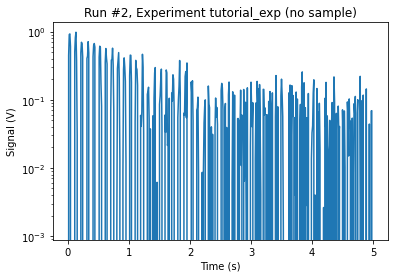 Run #2, Experiment tutorial_exp (no sample)
Signal (V)
10⁰
10⁻¹
10⁻²
10⁻³
0 1 2 3 4 5
Time (s)